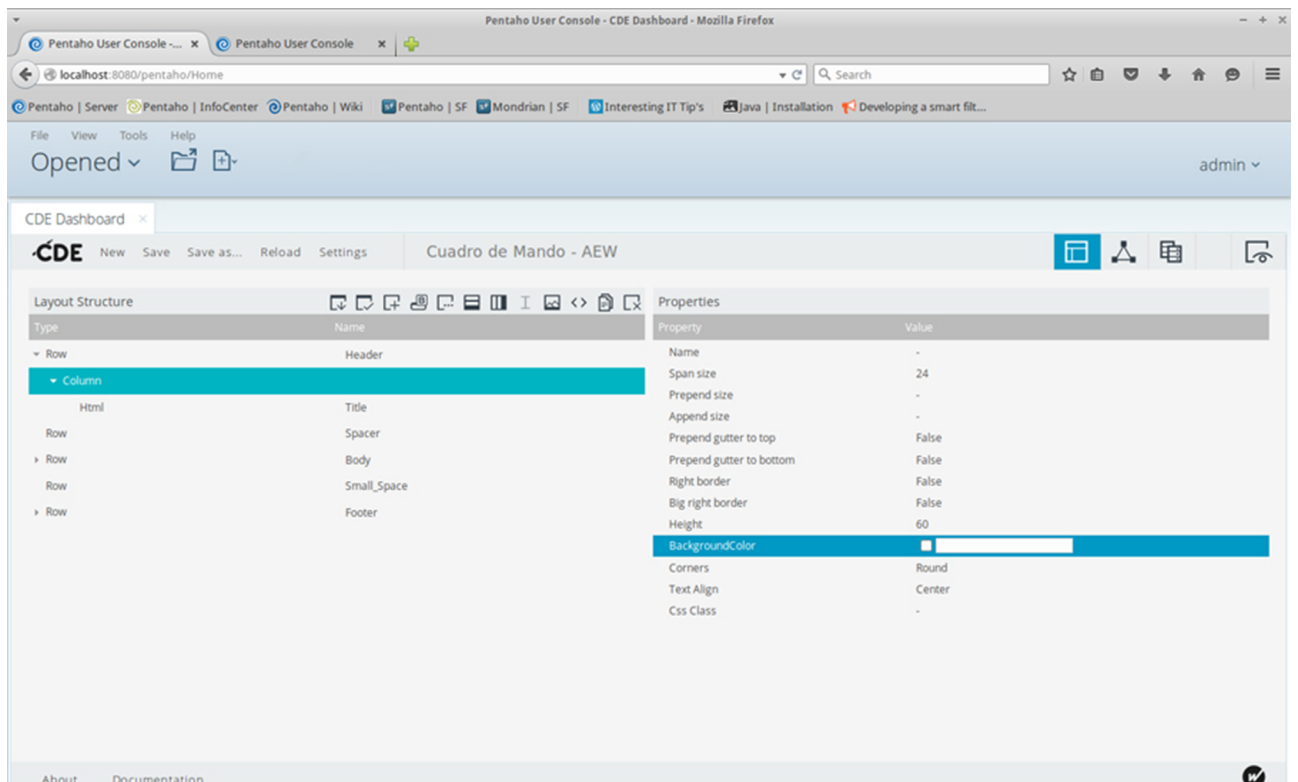 Pentaho User Console - CDE Dashboard - Mozilla Firefox
Pentaho User Console -... Pentaho User Console
localhost:8080/pentaho/Home Search
Pentaho | Server Pentaho | InfoCenter Pentaho | Wiki Pentaho | SF Mondrian | SF Interesting IT Tip's Java | Installation Developing a smart filt...
File View Tools Help
Opened admin
CDE Dashboard
CDE New Save Save as... Reload Settings Cuadro de Mando - AEW
Layout Structure Properties
Type Name Property Value
Row Header Name -
Column Span size 24
Html Title Prepend size -
Row Spacer Append size -
Row Body Prepend gutter to top False
Row Small_Space Prepend gutter to bottom False
Row Footer Right border False
Big right border False
Height 60
BackgroundColor
Corners Round
Text Align Center
Css Class -
About Documentation